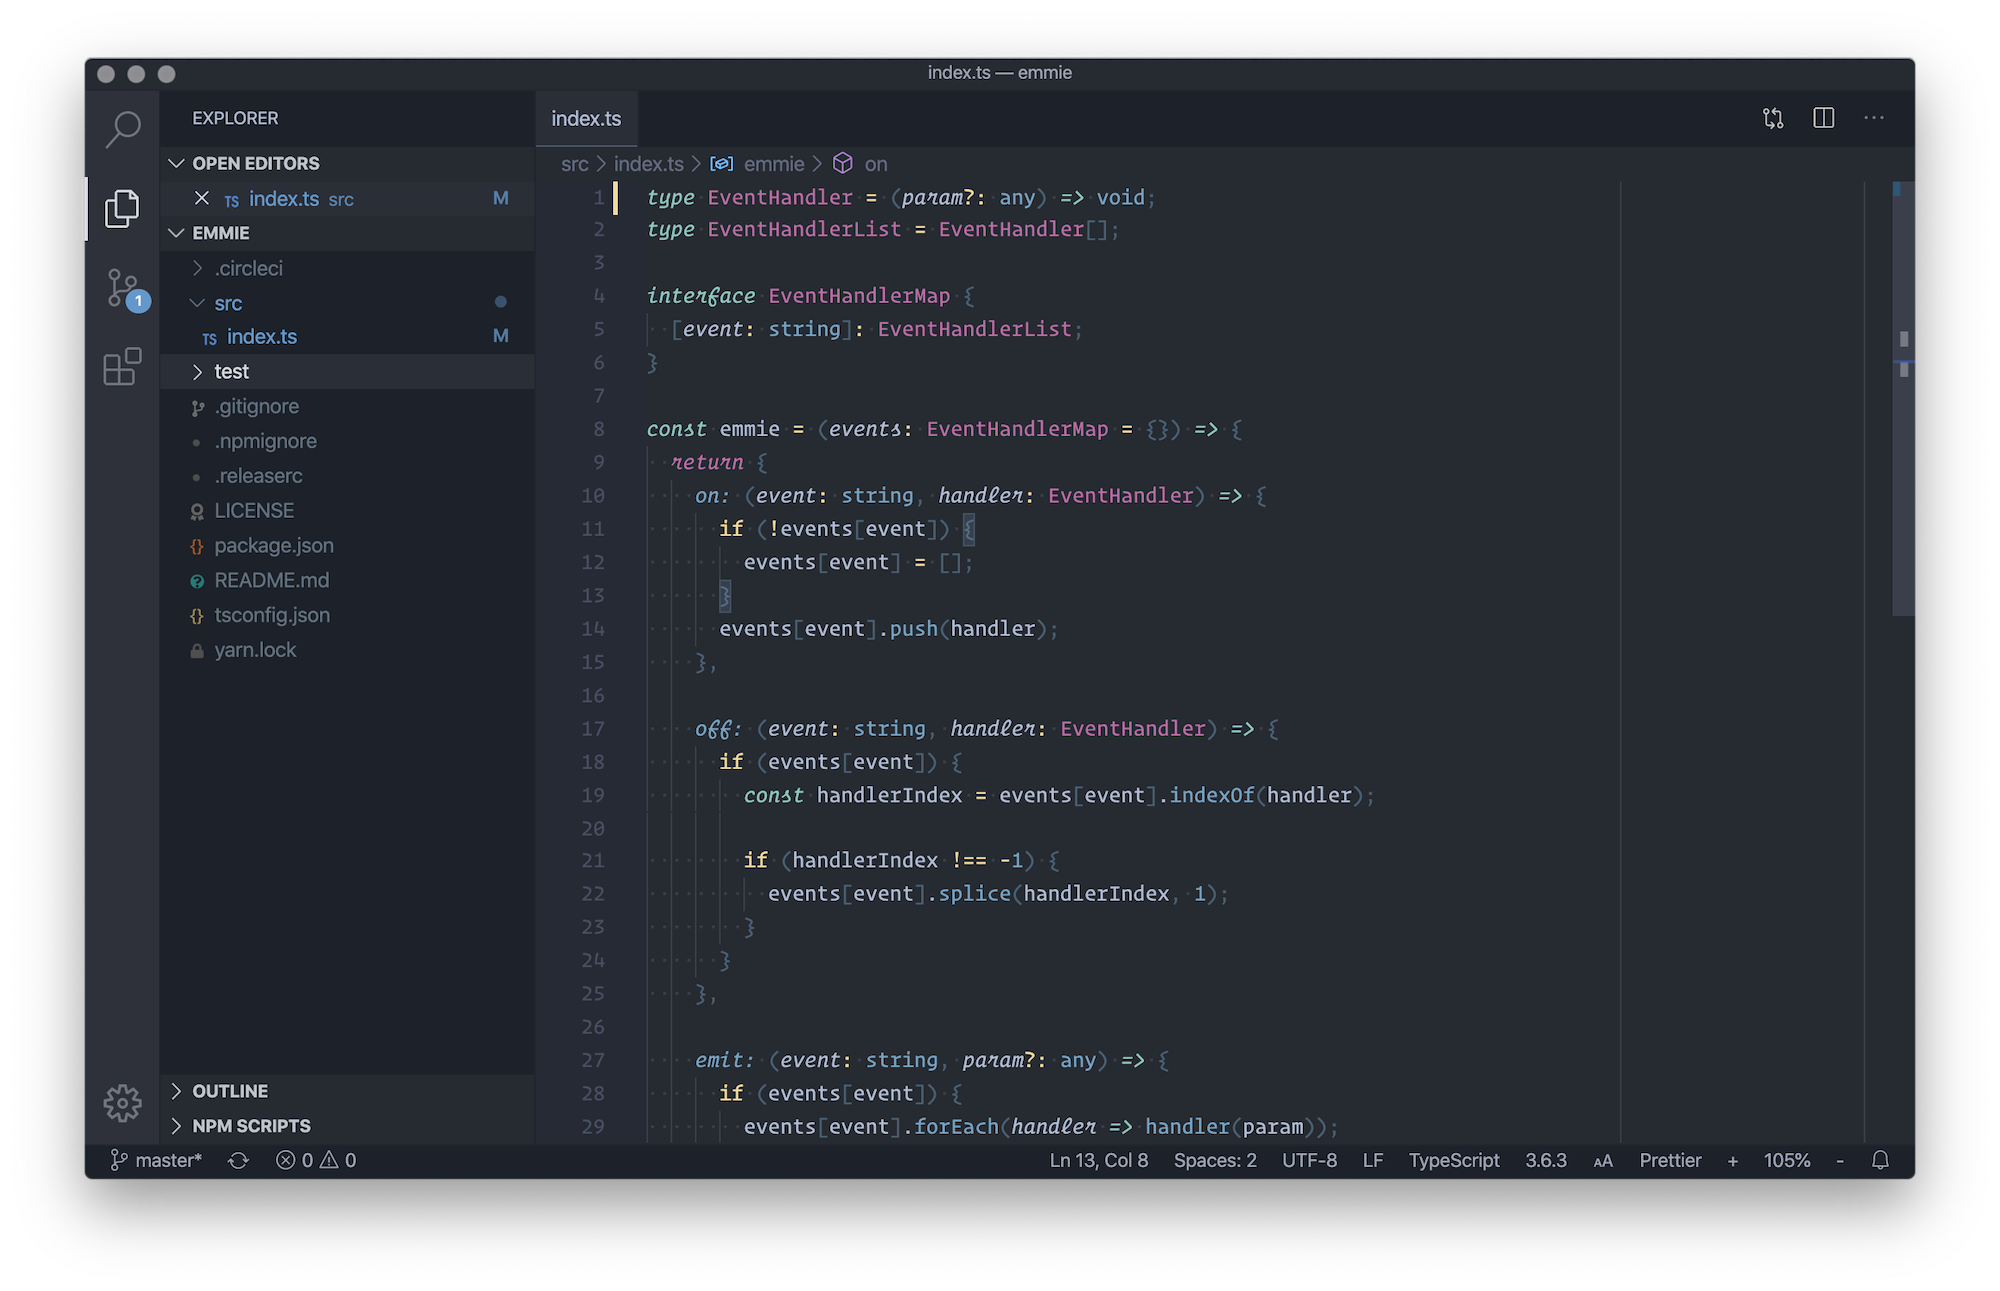 index.ts — emmie
EXPLORER
index.ts
OPEN EDITORS
TS index.ts src M
EMMIE
.circleci
src
TS index.ts M
test
.gitignore
.npmignore
.releaserc
LICENSE
{} package.json
README.md
{} tsconfig.json
yarn.lock
OUTLINE
NPM SCRIPTS
1
src > index.ts > emmie > on
1 type EventHandler = (param?: any) => void;
2 type EventHandlerList = EventHandler[];
3
4 interface EventHandlerMap {
5   [event: string]: EventHandlerList;
6 }
7
8 const emmie = (events: EventHandlerMap = {}) => {
9   return {
10     on: (event: string, handler: EventHandler) => {
11       if (!events[event]) {
12         events[event] = [];
13       }
14       events[event].push(handler);
15     },
16
17     off: (event: string, handler: EventHandler) => {
18       if (events[event]) {
19         const handlerIndex = events[event].indexOf(handler);
20
21         if (handlerIndex !== -1) {
22           events[event].splice(handlerIndex, 1);
23         }
24       }
25     },
26
27     emit: (event: string, param?: any) => {
28       if (events[event]) {
29         events[event].forEach(handler => handler(param));
master* 0 0 Ln 13, Col 8 Spaces: 2 UTF-8 LF TypeScript 3.6.3 AA Prettier + 105% -